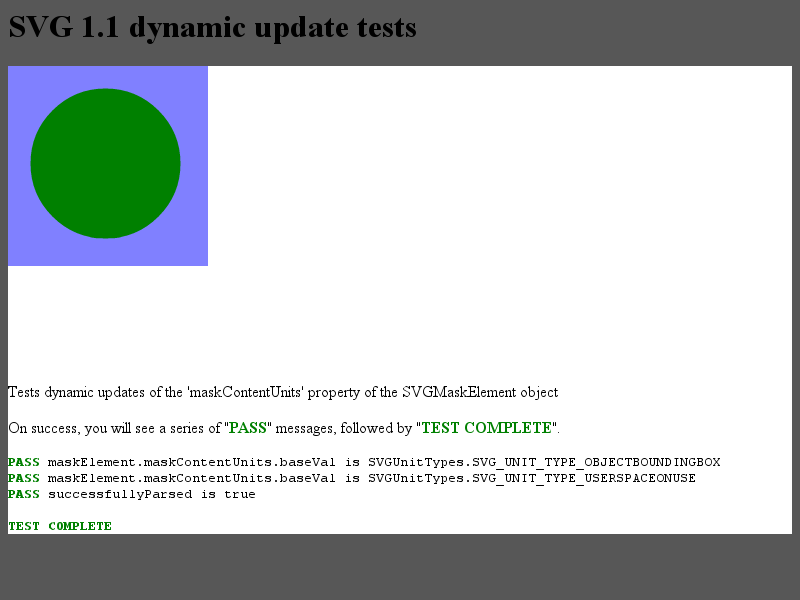 SVG 1.1 dynamic update tests
Tests dynamic updates of the 'maskContentUnits' property of the SVGMaskElement object
On success, you will see a series of "PASS" messages, followed by "TEST COMPLETE".
PASS maskElement.maskContentUnits.baseVal is SVGUnitTypes.SVG_UNIT_TYPE_OBJECTBOUNDINGBOX
PASS maskElement.maskContentUnits.baseVal is SVGUnitTypes.SVG_UNIT_TYPE_USERSPACEONUSE
PASS successfullyParsed is true
TEST COMPLETE